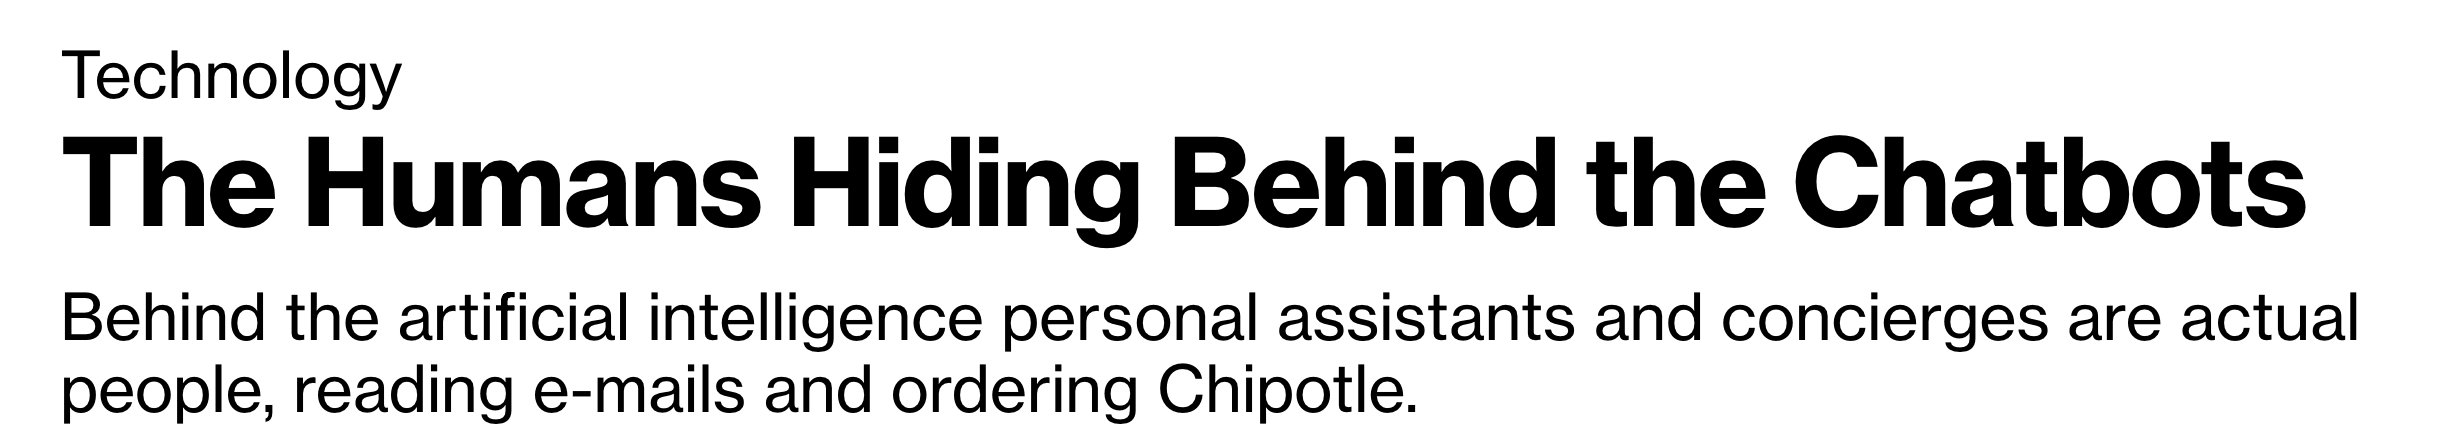 Technology
The Humans Hiding Behind the Chatbots
Behind the artificial intelligence personal assistants and concierges are actual
people, reading e-mails and ordering Chipotle.